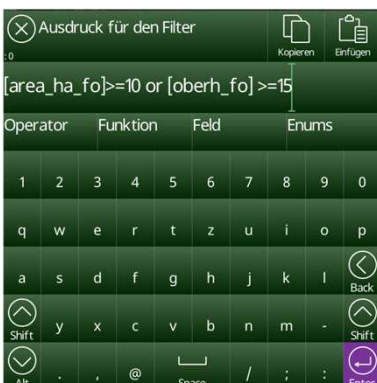 Ausdruck für den Filter
:0
Kopieren
Einfügen
[area_ha_fo]>=10 or [oberh_fo] >=15
Operator Funktion Feld Enums
1 2 3 4 5 6 7 8 9 0
q w e r t z u i o p
a s d f g h j k l Back
Shift y x c v b n m - Shift
Alt . , @ Space / ; : Enter